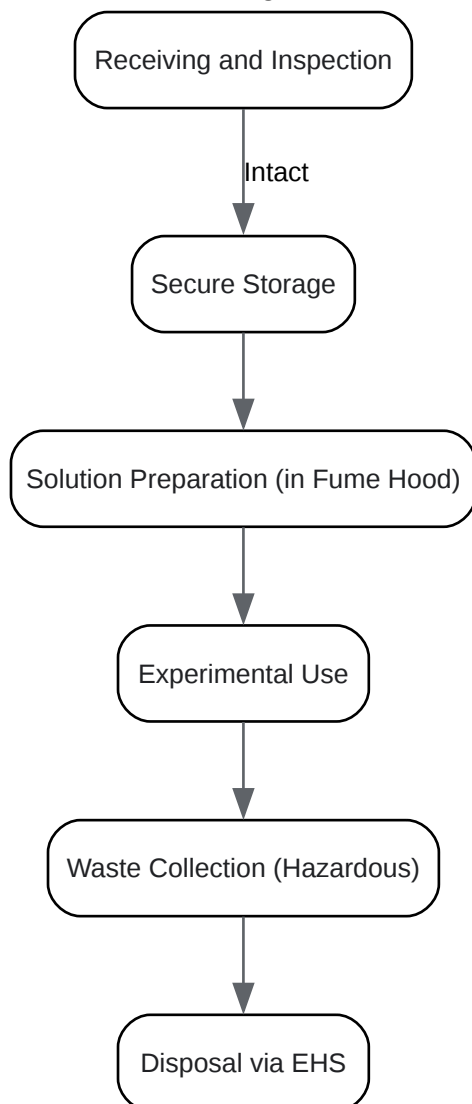 Receiving and Inspection
Intact
Secure Storage
Solution Preparation (in Fume Hood)
Experimental Use
Waste Collection (Hazardous)
Disposal via EHS